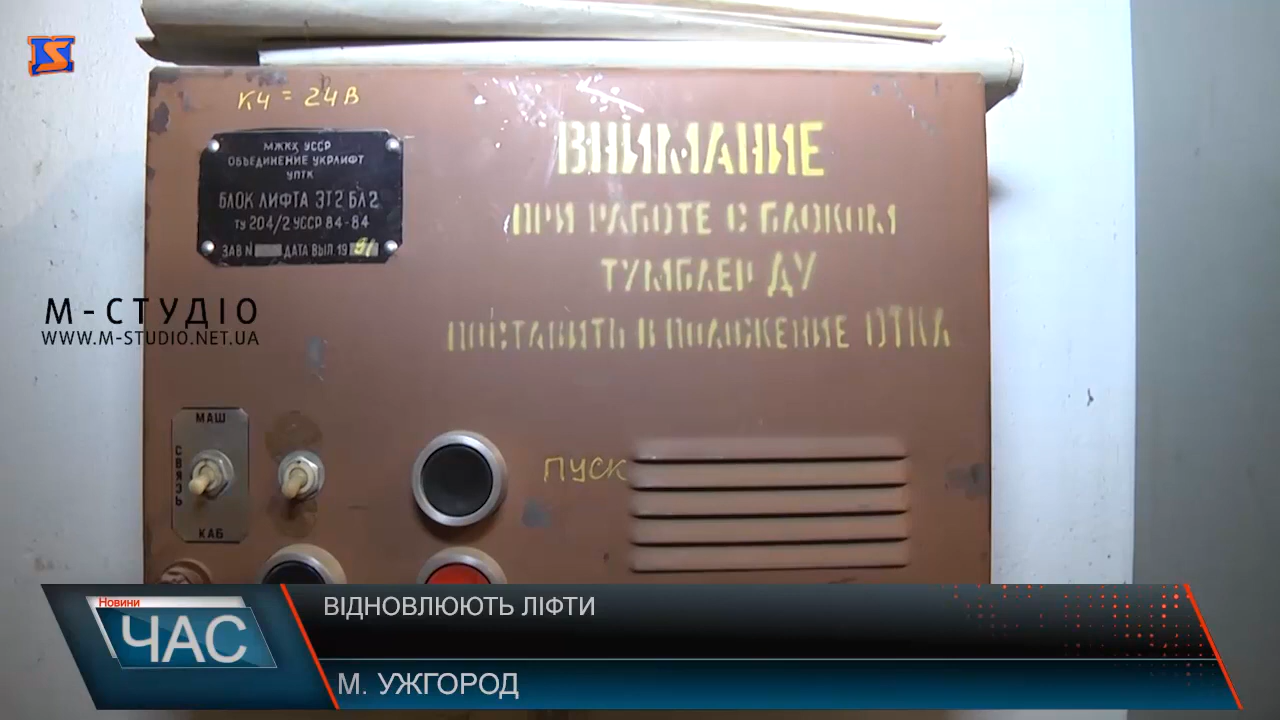 К4 = 24В
МЖКХ УССР
ОБЪЕДИНЕНИЕ УКРЛИФТ
УПТК
БЛОК ЛИФТА ЭТ2 БЛ2
ТУ 204/2 УССР 84-84
ЗАВ N ДАТА ВЫП. 19 91
ВНИМАНИЕ
ПРИ РАБОТЕ С БЛОКОМ
ТУМБЛЕР ДУ
ПОСТАВИТЬ В ПОЛОЖЕНИЕ ОТКЛ
М-СТУДІО
WWW.M-STUDIO.NET.UA
МАШ
СВЯЗЬ
КАБ
ПУСК
Новини
ЧАС
ВІДНОВЛЮЮТЬ ЛІФТИ
М. УЖГОРОД